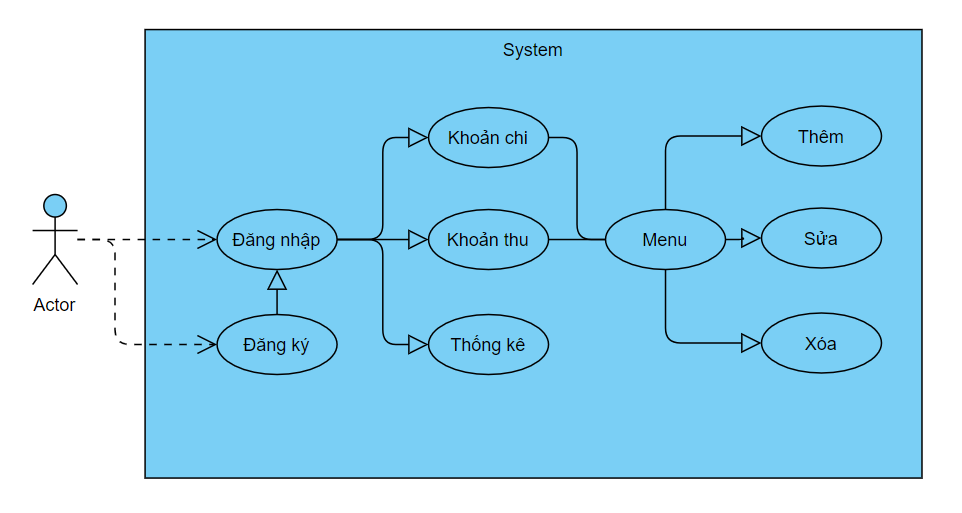 System
Khoản chi
Thêm
Đăng nhập
Khoản thu
Menu
Sửa
Actor
Đăng ký
Thống kê
Xóa